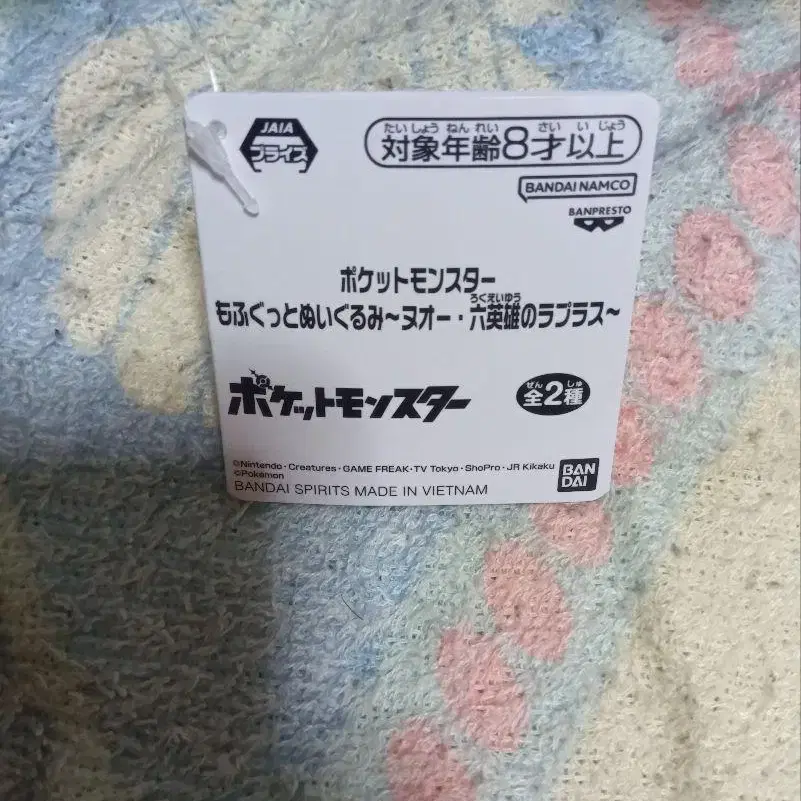 JAIA
プライズ
たいしょう ねん れい さい い じょう
対象年齢8才以上
BANDAI NAMCO
BANPRESTO
ポケットモンスター
ろくえいゆう
もふぐっとぬいぐるみ～ヌオー・六英雄のラプラス～
ポケットモンスター
ぜん しゅ
全2種
©Nintendo・Creatures・GAME FREAK・TV Tokyo・ShoPro・JR Kikaku
©Pokémon
BANDAI SPIRITS MADE IN VIETNAM
BAN
DAI